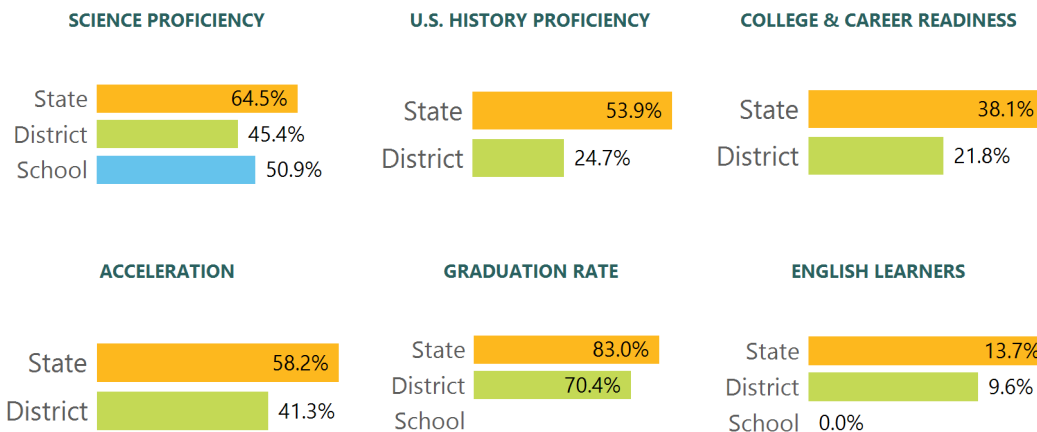 SCIENCE PROFICIENCY
State 64.5%
District 45.4%
School 50.9%
U.S. HISTORY PROFICIENCY
State 53.9%
District 24.7%
COLLEGE & CAREER READINESS
State 38.1%
District 21.8%
ACCELERATION
State 58.2%
District 41.3%
GRADUATION RATE
State 83.0%
District 70.4%
School
ENGLISH LEARNERS
State 13.7%
District 9.6%
School 0.0%